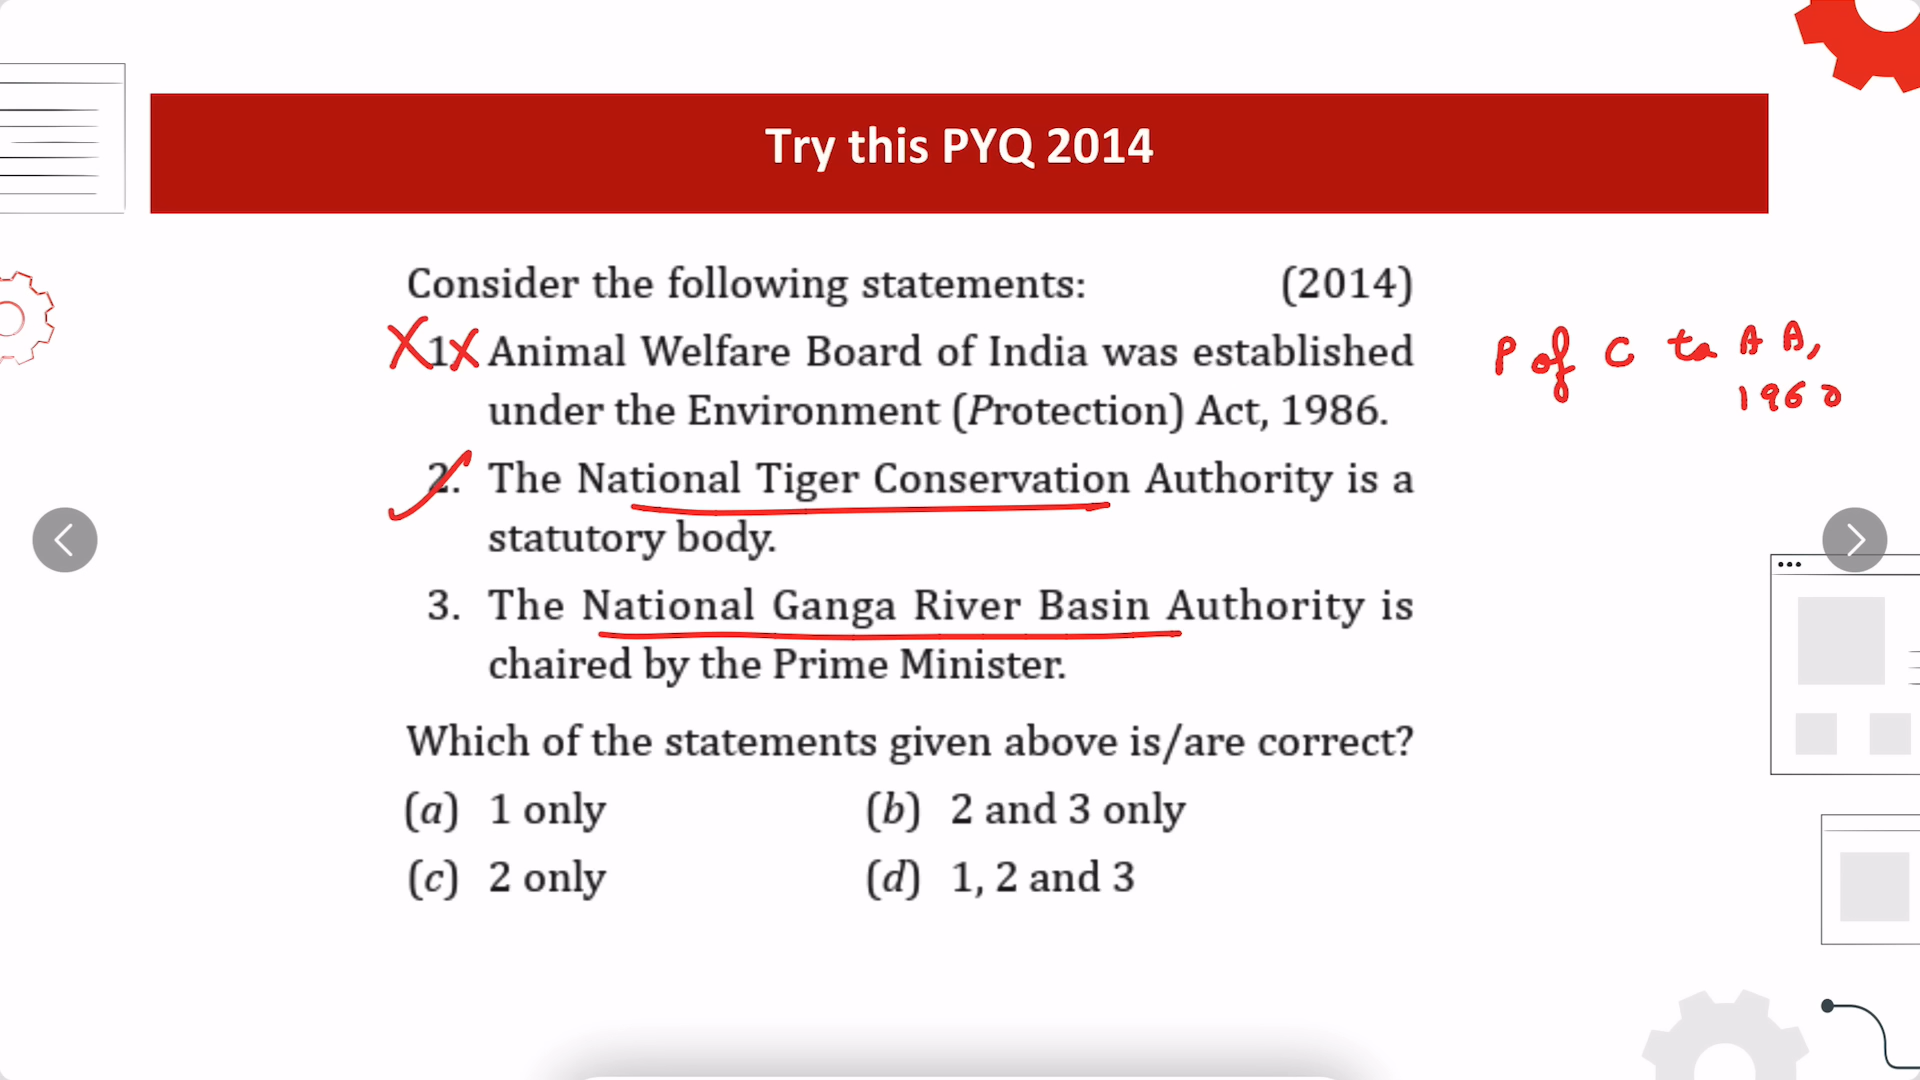 Try this PYQ 2014
Consider the following statements: (2014)
1. Animal Welfare Board of India was established
under the Environment (Protection) Act, 1986.
P of C to A A,
1960
2. The National Tiger Conservation Authority is a
statutory body.
3. The National Ganga River Basin Authority is
chaired by the Prime Minister.
Which of the statements given above is/are correct?
(a) 1 only (b) 2 and 3 only
(c) 2 only (d) 1, 2 and 3